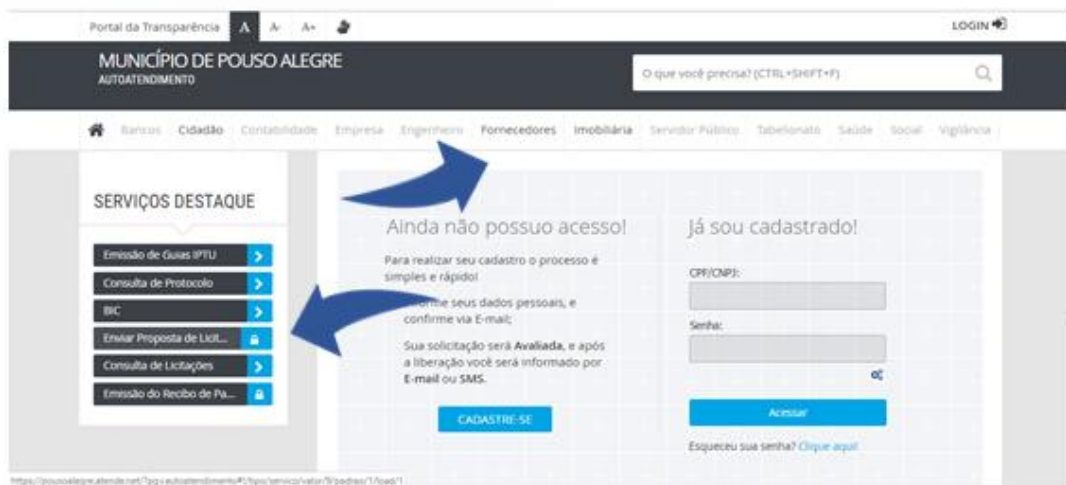 Portal da Transparência A A- A+ LOGIN
MUNICÍPIO DE POUSO ALEGRE
AUTOATENDIMENTO
O que você precisa? (CTRL+SHIFT+F)
Bancos Cidadão Contabilidade Empresa Engenheiro Fornecedores Imobiliária Servidor Público Tabelionato Saúde Social Vigilância
SERVIÇOS DESTAQUE
Emissão de Guias IPTU
Consulta de Protocolo
BIC
Enviar Proposta de Licit...
Consulta de Licitações
Emissão do Recibo de Pa...
Ainda não possuo acesso!
Para realizar seu cadastro o processo é
simples e rápido!
seus dados pessoais, e
confirme via E-mail;
Sua solicitação será Avaliada, e após
a liberação você será informado por
E-mail ou SMS.
CADASTRE-SE
Já sou cadastrado!
CPF/CNPJ:
Senha:
Acessar
Esqueceu sua senha? Clique aqui!